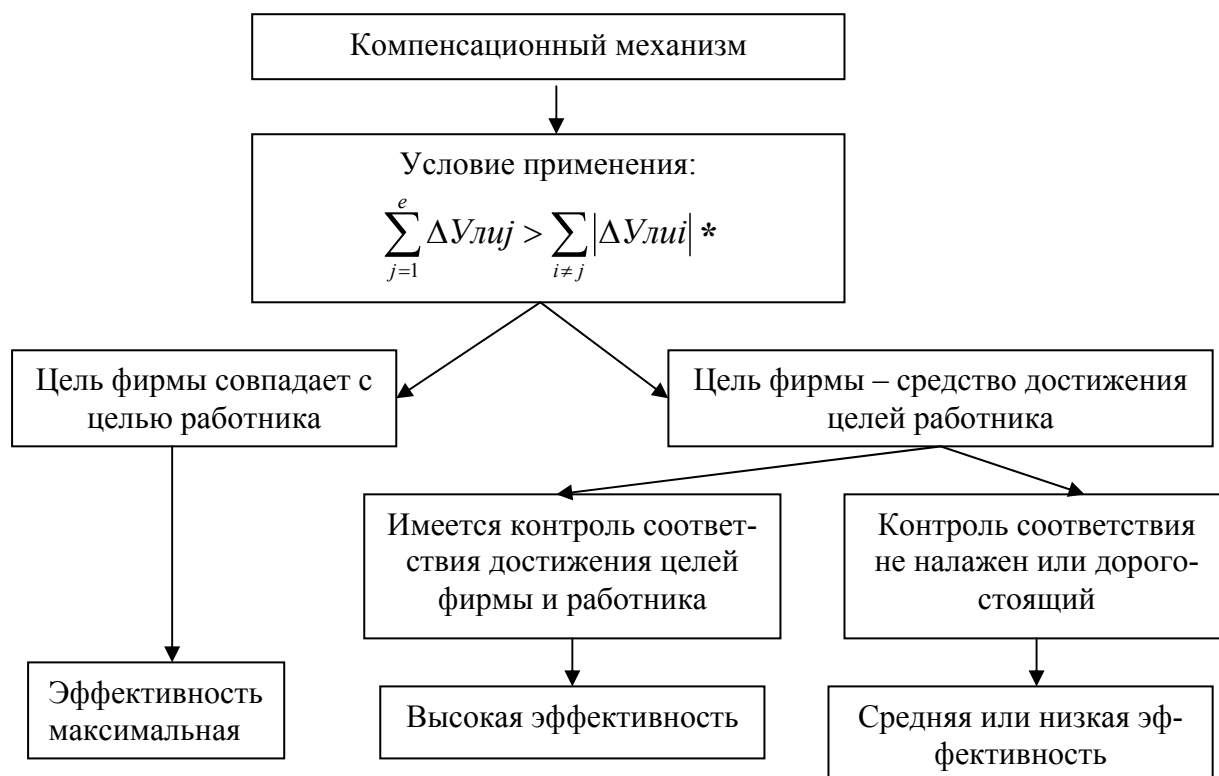 Компенсационный механизм
Условие применения:
e
∑ ΔУлиj > ∑ |ΔУлиi| *
j=1 i≠j
Цель фирмы совпадает с
целью работника
Цель фирмы – средство достижения
целей работника
Имеется контроль соответ-
ствия достижения целей
фирмы и работника
Контроль соответствия
не налажен или дорого-
стоящий
Эффективность
максимальная
Высокая эффективность
Средняя или низкая эф-
фективность